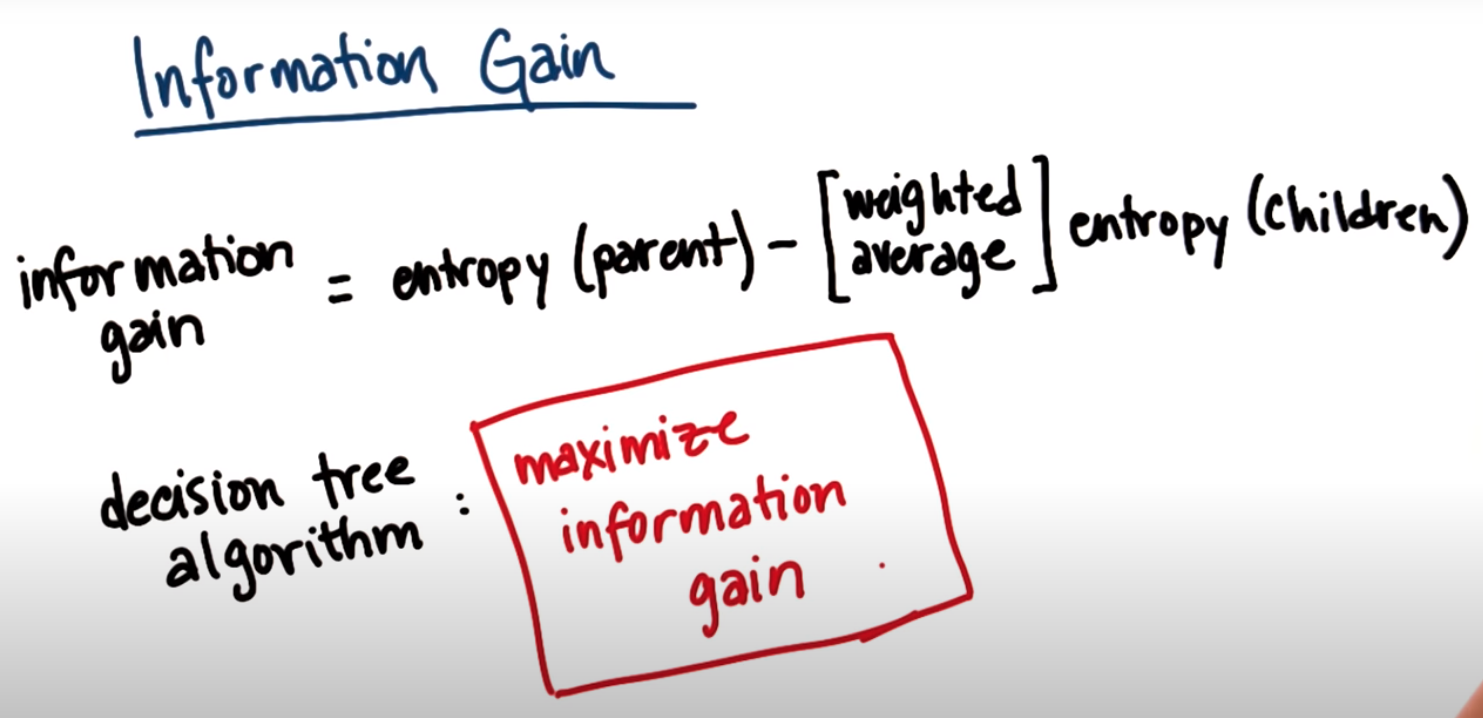 Information Gain
information gain = entropy (parent) - [weighted average] entropy (children)
decision tree algorithm : maximize
information
gain